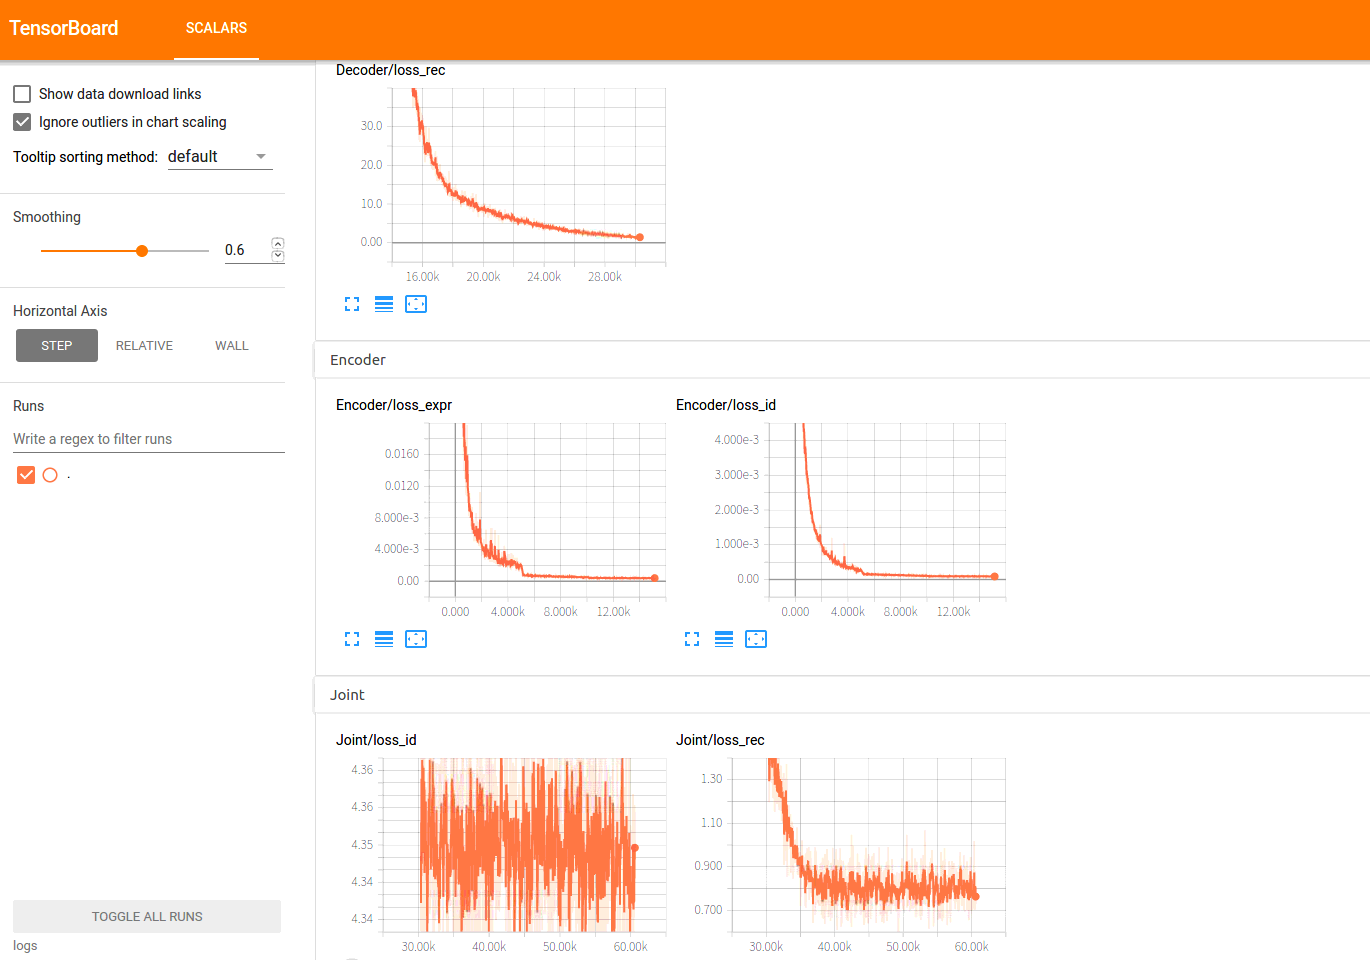 TensorBoard
SCALARS
Show data download links
Ignore outliers in chart scaling
Tooltip sorting method: default
Smoothing
0.6
Horizontal Axis
STEP RELATIVE WALL
Runs
Write a regex to filter runs
.
TOGGLE ALL RUNS
logs
Decoder/loss_rec
30.0
20.0
10.0
0.00
16.00k 20.00k 24.00k 28.00k
Encoder
Encoder/loss_expr
0.0160
0.0120
8.000e-3
4.000e-3
0.00
0.000 4.000k 8.000k 12.00k
Encoder/loss_id
4.000e-3
3.000e-3
2.000e-3
1.000e-3
0.00
0.000 4.000k 8.000k 12.00k
Joint
Joint/loss_id
4.36
4.36
4.35
4.34
4.34
30.00k 40.00k 50.00k 60.00k
Joint/loss_rec
1.30
1.10
0.900
0.700
30.00k 40.00k 50.00k 60.00k